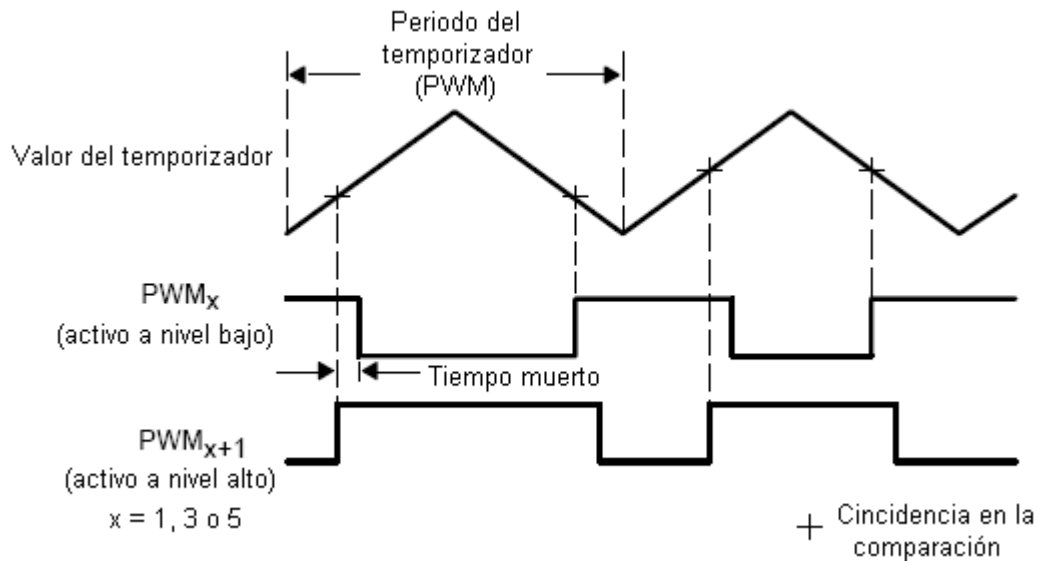 Periodo del
temporizador
(PWM)
Valor del temporizador
PWMx
(activo a nivel bajo)
Tiempo muerto
PWMx+1
(activo a nivel alto)
x = 1, 3 o 5
Cincidencia en la
comparación